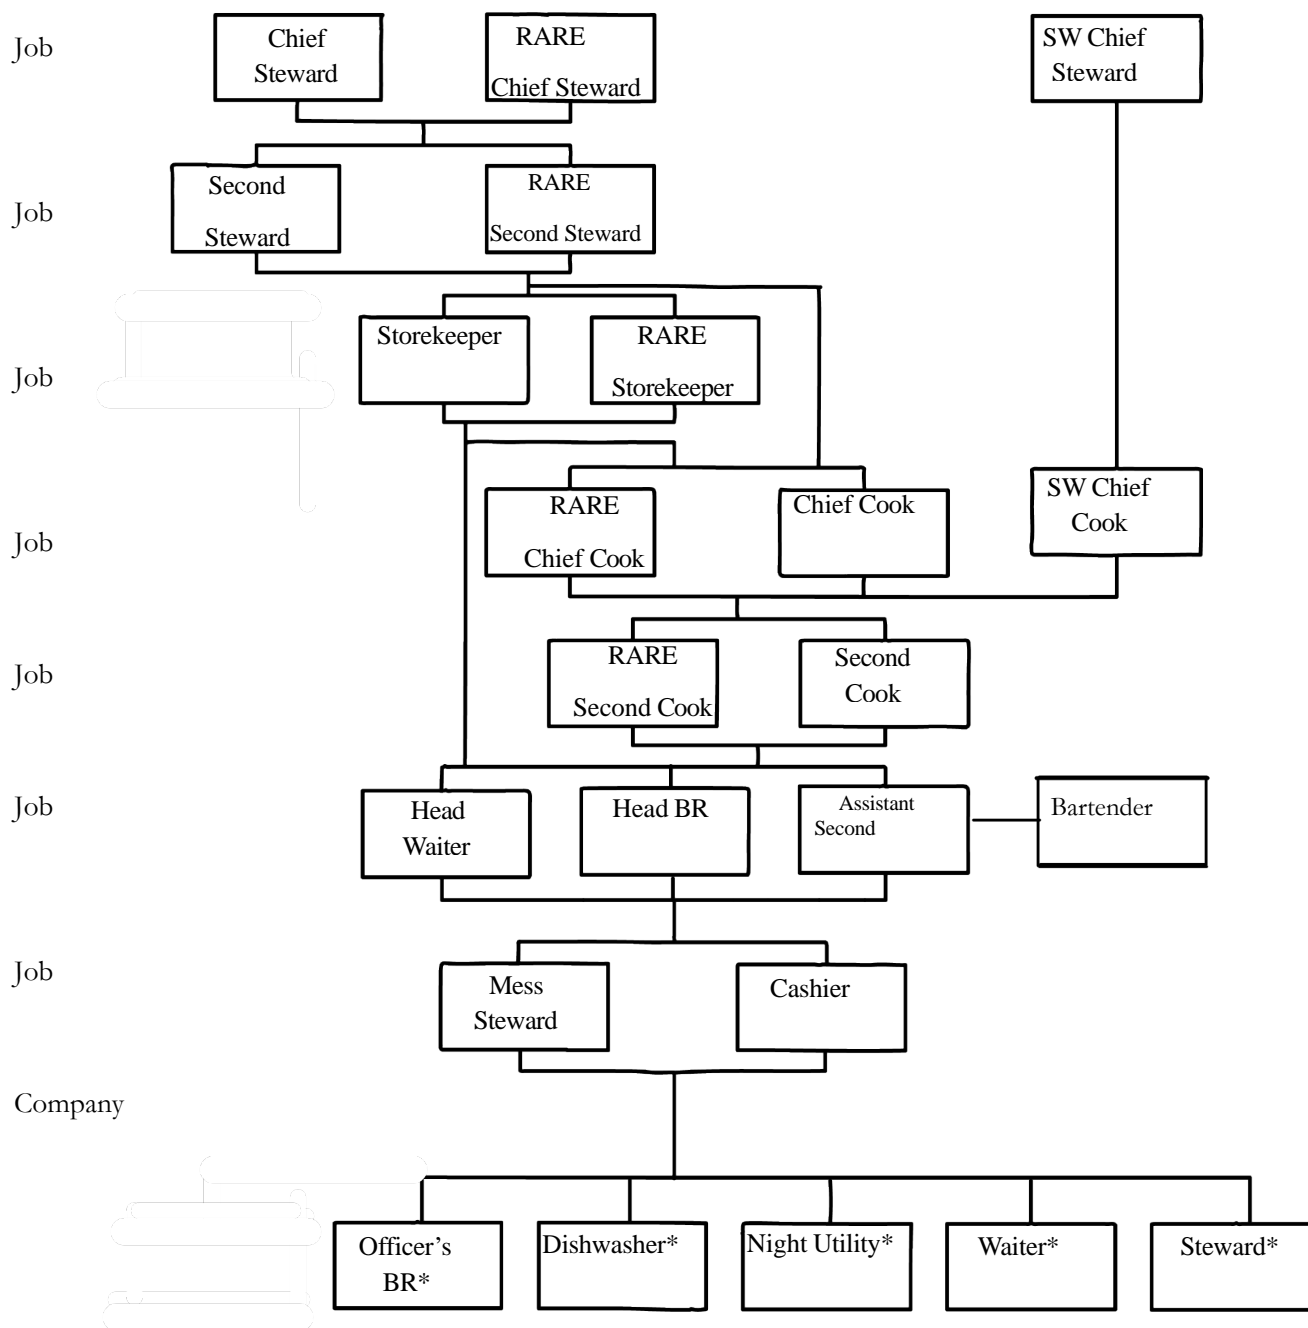 Job
Chief
Steward
RARE
Chief Steward
SW Chief
Steward
Job
Second
Steward
RARE
Second Steward
Job
Storekeeper
RARE
Storekeeper
Job
RARE
Chief Cook
Chief Cook
SW Chief
Cook
Job
RARE
Second Cook
Second
Cook
Job
Head
Waiter
Head BR
Assistant
Second
Bartender
Job
Mess
Steward
Cashier
Company
Officer’s
BR*
Dishwasher*
Night Utility*
Waiter*
Steward*